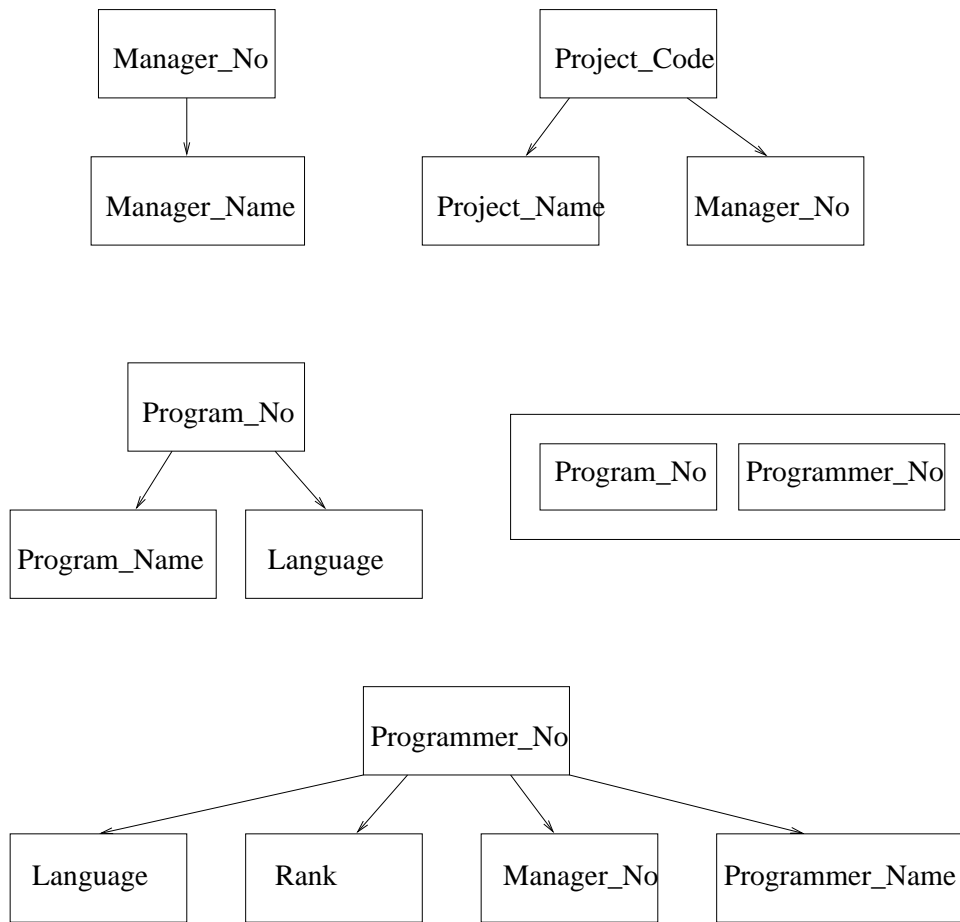 Manager_No
Project_Code
Manager_Name
Project_Name
Manager_No
Program_No
Program_No
Programmer_No
Program_Name
Language
Programmer_No
Language
Rank
Manager_No
Programmer_Name